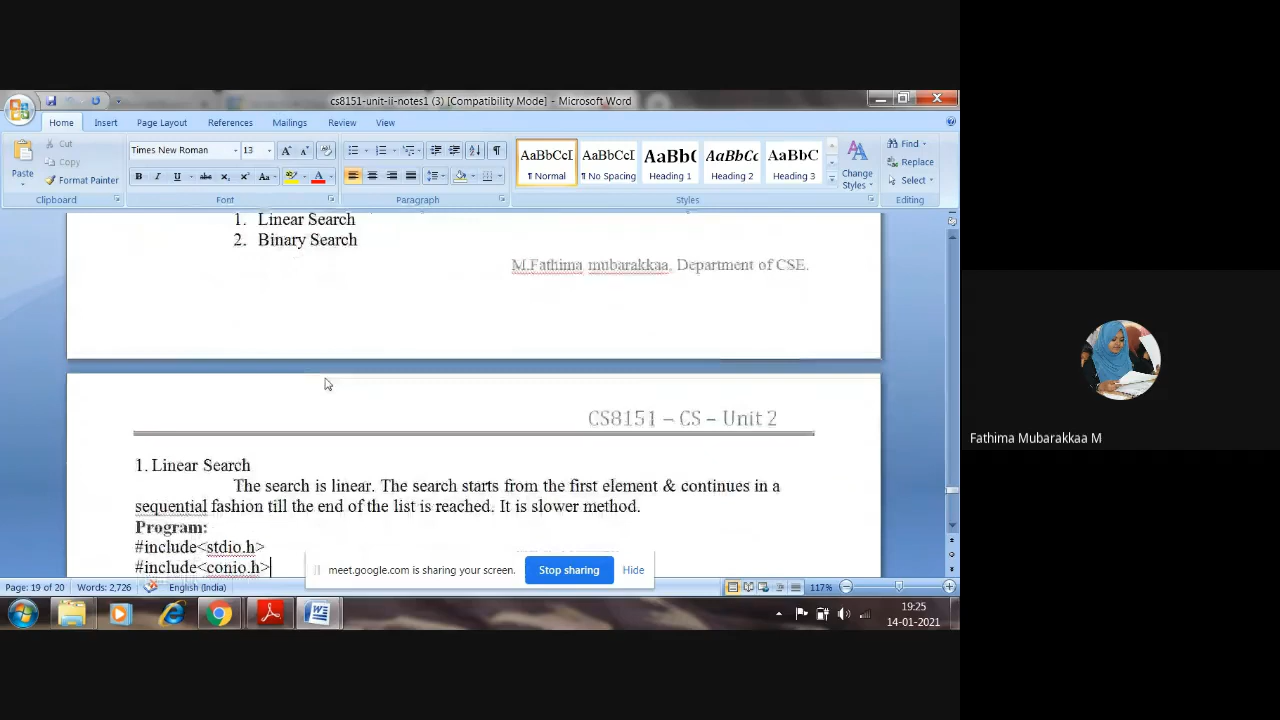 cs8151-unit-ii-notes1 (3) [Compatibility Mode] - Microsoft Word
Home Insert Page Layout References Mailings Review View
Paste
Cut
Copy
Format Painter
Clipboard
Times New Roman 13
Font
Paragraph
AaBbCcI AaBbCcI AaBb( AaBbCc AaBbC
¶ Normal ¶ No Spacing Heading 1 Heading 2 Heading 3
Change Styles
Styles
Find
Replace
Select
Editing
1. Linear Search
2. Binary Search
M.Fathima mubarakkaa, Department of CSE.
CS8151 – CS – Unit 2
1. Linear Search
The search is linear. The search starts from the first element & continues in a
sequential fashion till the end of the list is reached. It is slower method.
Program:
#include<stdio.h>
#include<conio.h>
meet.google.com is sharing your screen. Stop sharing Hide
Page: 19 of 20 Words: 2,726 English (India) 117%
19:25
14-01-2021
Fathima Mubarakkaa M